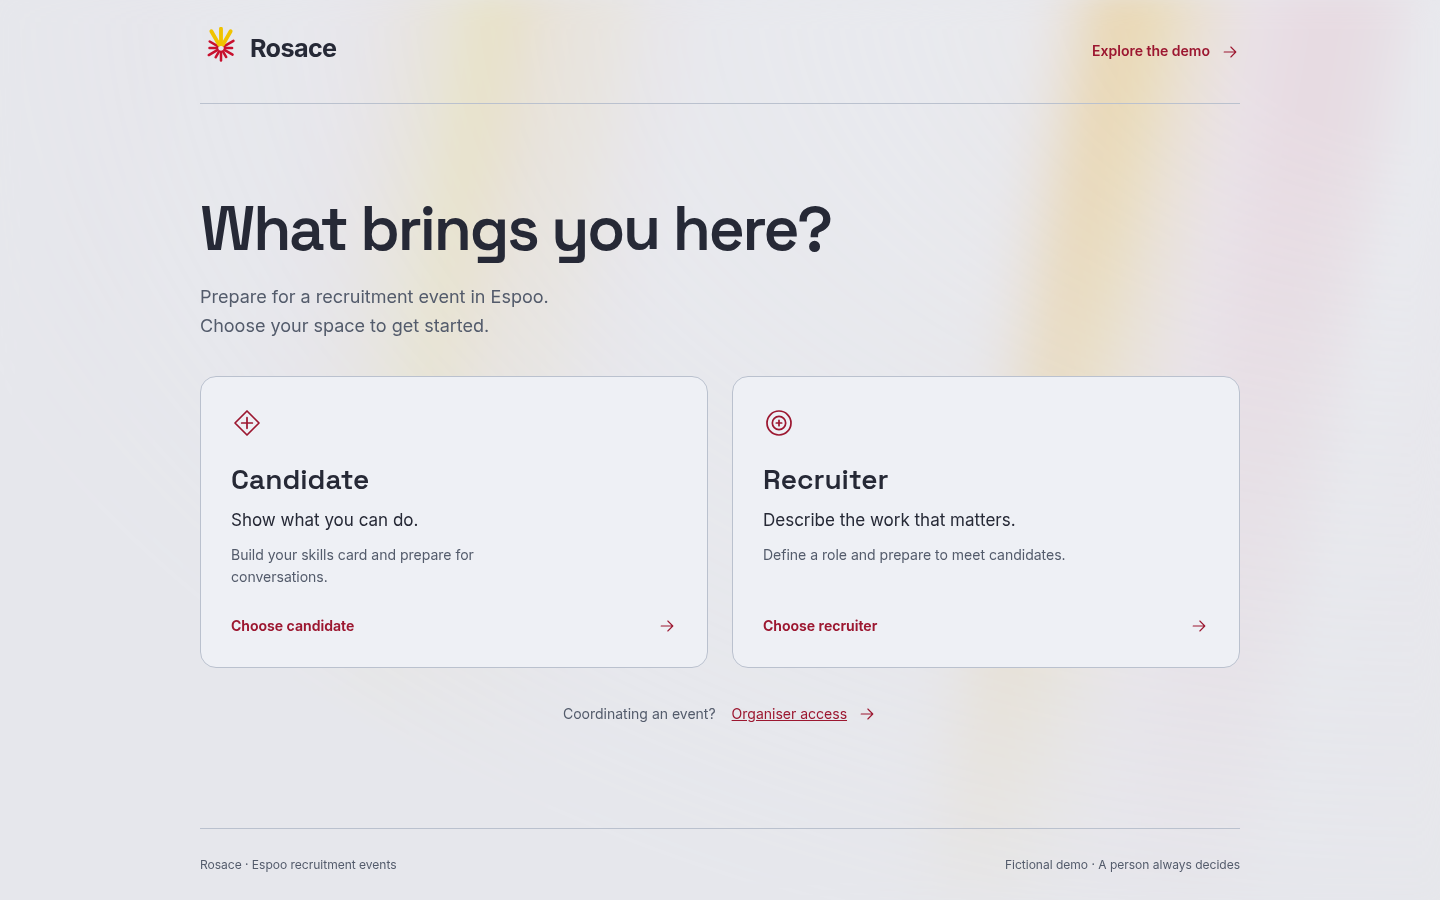 Rosace
Explore the demo
What brings you here?
Prepare for a recruitment event in Espoo.
Choose your space to get started.
Candidate
Show what you can do.
Build your skills card and prepare for
conversations.
Choose candidate
Recruiter
Describe the work that matters.
Define a role and prepare to meet candidates.
Choose recruiter
Coordinating an event? Organiser access
Rosace · Espoo recruitment events
Fictional demo · A person always decides